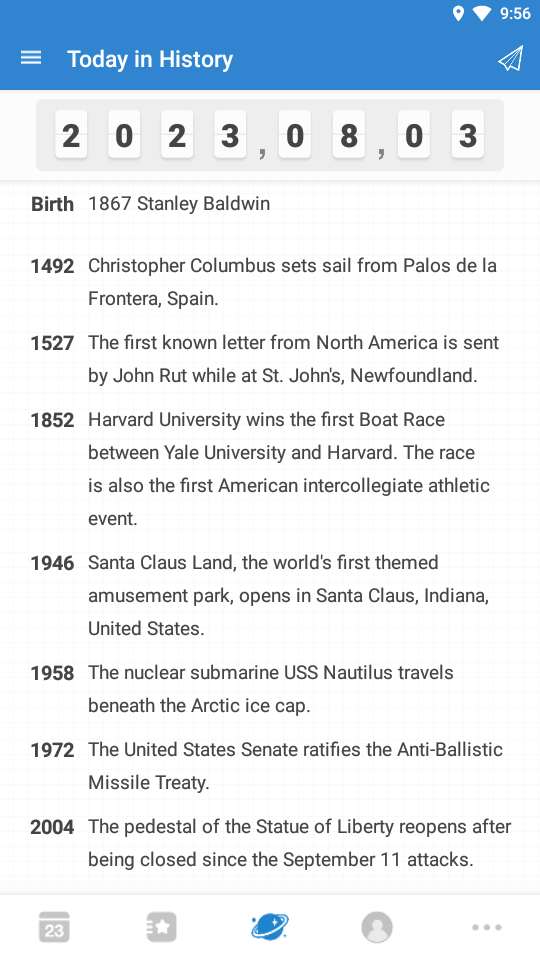 9:56
Today in History
2 0 2 3 , 0 8 , 0 3
Birth 1867 Stanley Baldwin
1492 Christopher Columbus sets sail from Palos de la
Frontera, Spain.
1527 The first known letter from North America is sent
by John Rut while at St. John's, Newfoundland.
1852 Harvard University wins the first Boat Race
between Yale University and Harvard. The race
is also the first American intercollegiate athletic
event.
1946 Santa Claus Land, the world's first themed
amusement park, opens in Santa Claus, Indiana,
United States.
1958 The nuclear submarine USS Nautilus travels
beneath the Arctic ice cap.
1972 The United States Senate ratifies the Anti-Ballistic
Missile Treaty.
2004 The pedestal of the Statue of Liberty reopens after
being closed since the September 11 attacks.
23